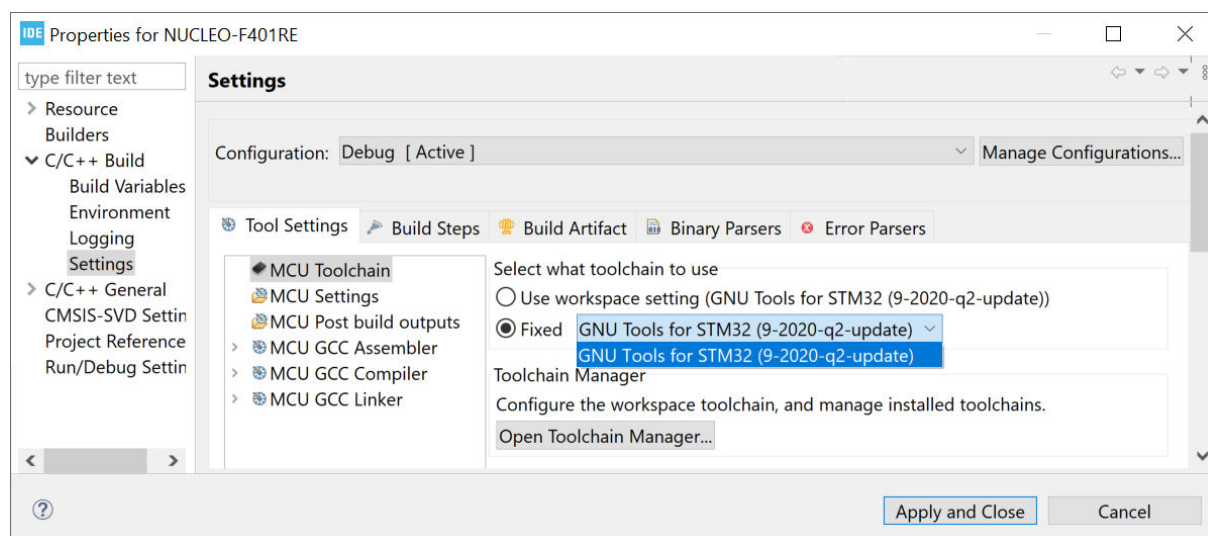 IDE Properties for NUCLEO-F401RE
type filter text
Resource
Builders
C/C++ Build
Build Variables
Environment
Logging
Settings
C/C++ General
CMSIS-SVD Settin
Project Reference
Run/Debug Settin
Settings
Configuration: Debug [ Active ]
Manage Configurations...
Tool Settings Build Steps Build Artifact Binary Parsers Error Parsers
MCU Toolchain
MCU Settings
MCU Post build outputs
MCU GCC Assembler
MCU GCC Compiler
MCU GCC Linker
Select what toolchain to use
Use workspace setting (GNU Tools for STM32 (9-2020-q2-update))
Fixed GNU Tools for STM32 (9-2020-q2-update)
GNU Tools for STM32 (9-2020-q2-update)
Toolchain Manager
Configure the workspace toolchain, and manage installed toolchains.
Open Toolchain Manager...
? Apply and Close Cancel